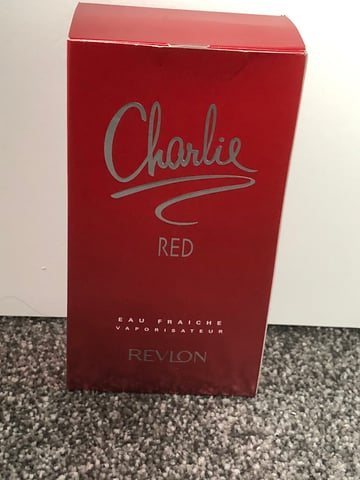 Charlie
RED
EAU FRAICHE
VAPORISATEUR
REVLON